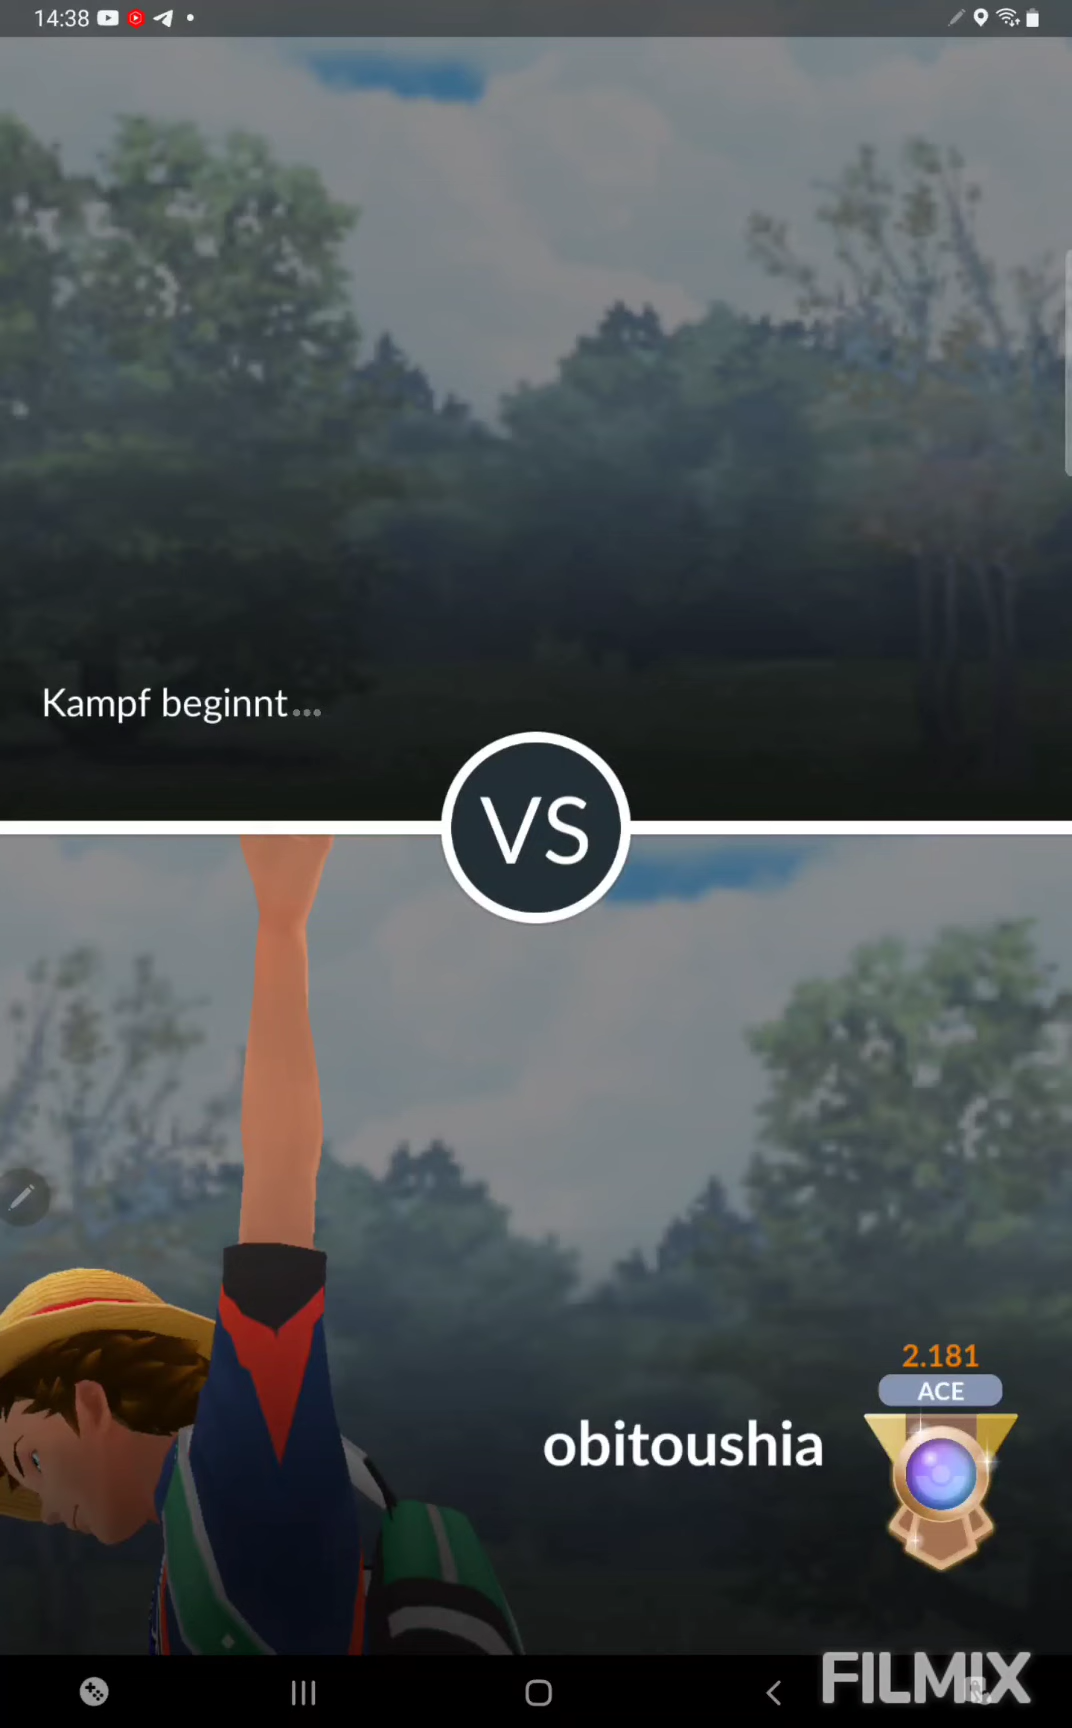 14:38
Kampf beginnt...
VS
2.181
ACE
obitoushia
FILMIX